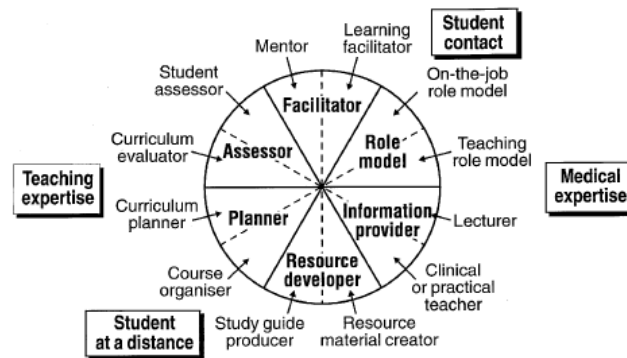 Student
contact
Mentor
Learning
facilitator
Student
assessor
On-the-job
role model
Facilitator
Curriculum
evaluator
Assessor
Role
model
Teaching
role model
Teaching
expertise
Medical
expertise
Curriculum
planner
Planner
Information
provider
Lecturer
Resource
developer
Course
organiser
Clinical
or practical
teacher
Student
at a distance
Study guide
producer
Resource
material creator